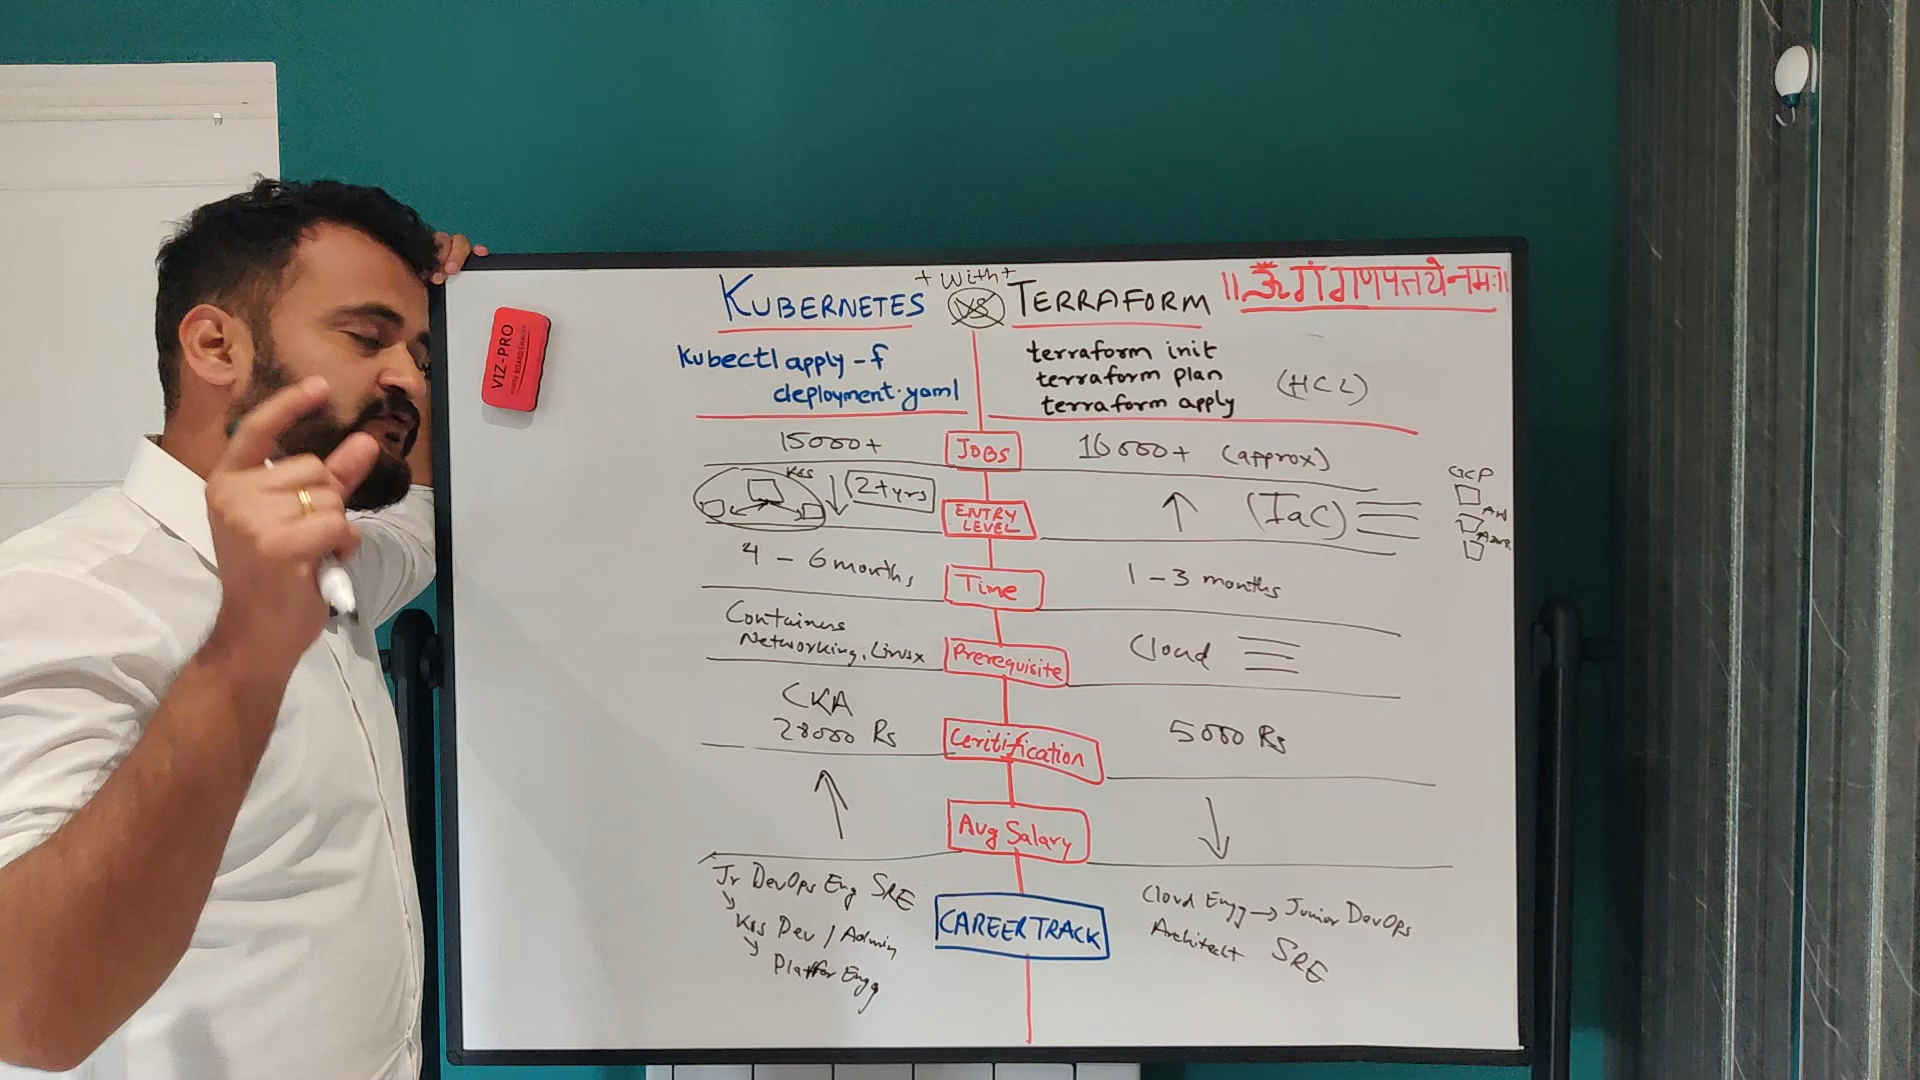 + With +
KUBERNETES VS TERRAFORM
॥ ॐ गं गणपतये नमः ॥
VIZ-PRO
Kubectl apply -f
deployment.yaml
terraform init
terraform plan
terraform apply
(HCL)
15000+
JOBS
16000+ (approx)
K8s
2+yrs
ENTRY
LEVEL
(IaC)
GCP
Azure
4 - 6 months
Time
1 - 3 months
Containers
Networking, Linux
Prerequisite
Cloud
CKA
28000 Rs
Ceritification
5000 Rs
Avg Salary
Jr DevOps Eng SRE
K8s Dev / Admin
Platfor Engg
CAREER TRACK
Cloud Engg → Junior DevOps
Architect SRE